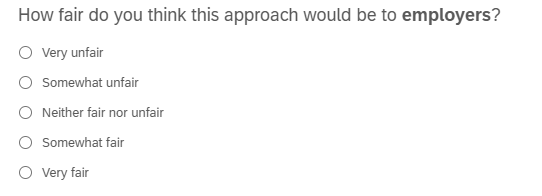 How fair do you think this approach would be to employers?
Very unfair
Somewhat unfair
Neither fair nor unfair
Somewhat fair
Very fair